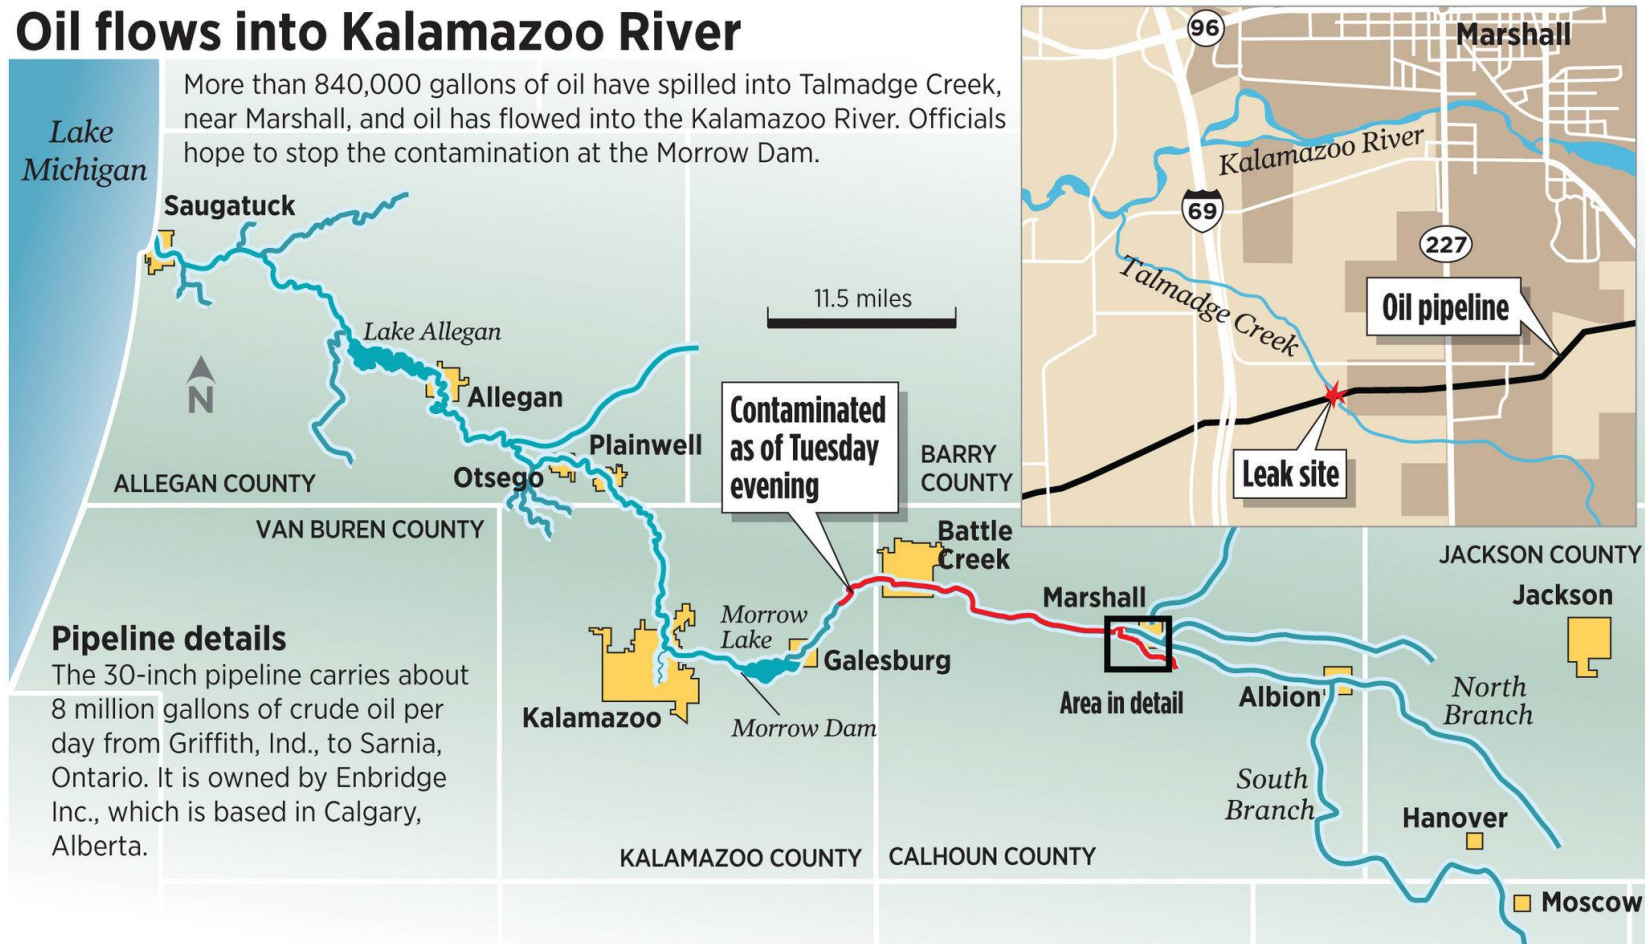 Oil flows into Kalamazoo River
More than 840,000 gallons of oil have spilled into Talmadge Creek,
near Marshall, and oil has flowed into the Kalamazoo River. Officials
hope to stop the contamination at the Morrow Dam.
Lake
Michigan
Saugatuck
Lake Allegan
11.5 miles
N
Allegan
Plainwell
Otsego
ALLEGAN COUNTY
VAN BUREN COUNTY
BARRY
COUNTY
Contaminated
as of Tuesday
evening
Battle
Creek
Marshall
JACKSON COUNTY
Jackson
Morrow
Lake
Galesburg
Kalamazoo
Morrow Dam
Area in detail
Albion
North
Branch
South
Branch
Hanover
Moscow
KALAMAZOO COUNTY
CALHOUN COUNTY
Pipeline details
The 30-inch pipeline carries about
8 million gallons of crude oil per
day from Griffith, Ind., to Sarnia,
Ontario. It is owned by Enbridge
Inc., which is based in Calgary,
Alberta.
96
Marshall
Kalamazoo River
69
227
Talmadge Creek
Oil pipeline
Leak site